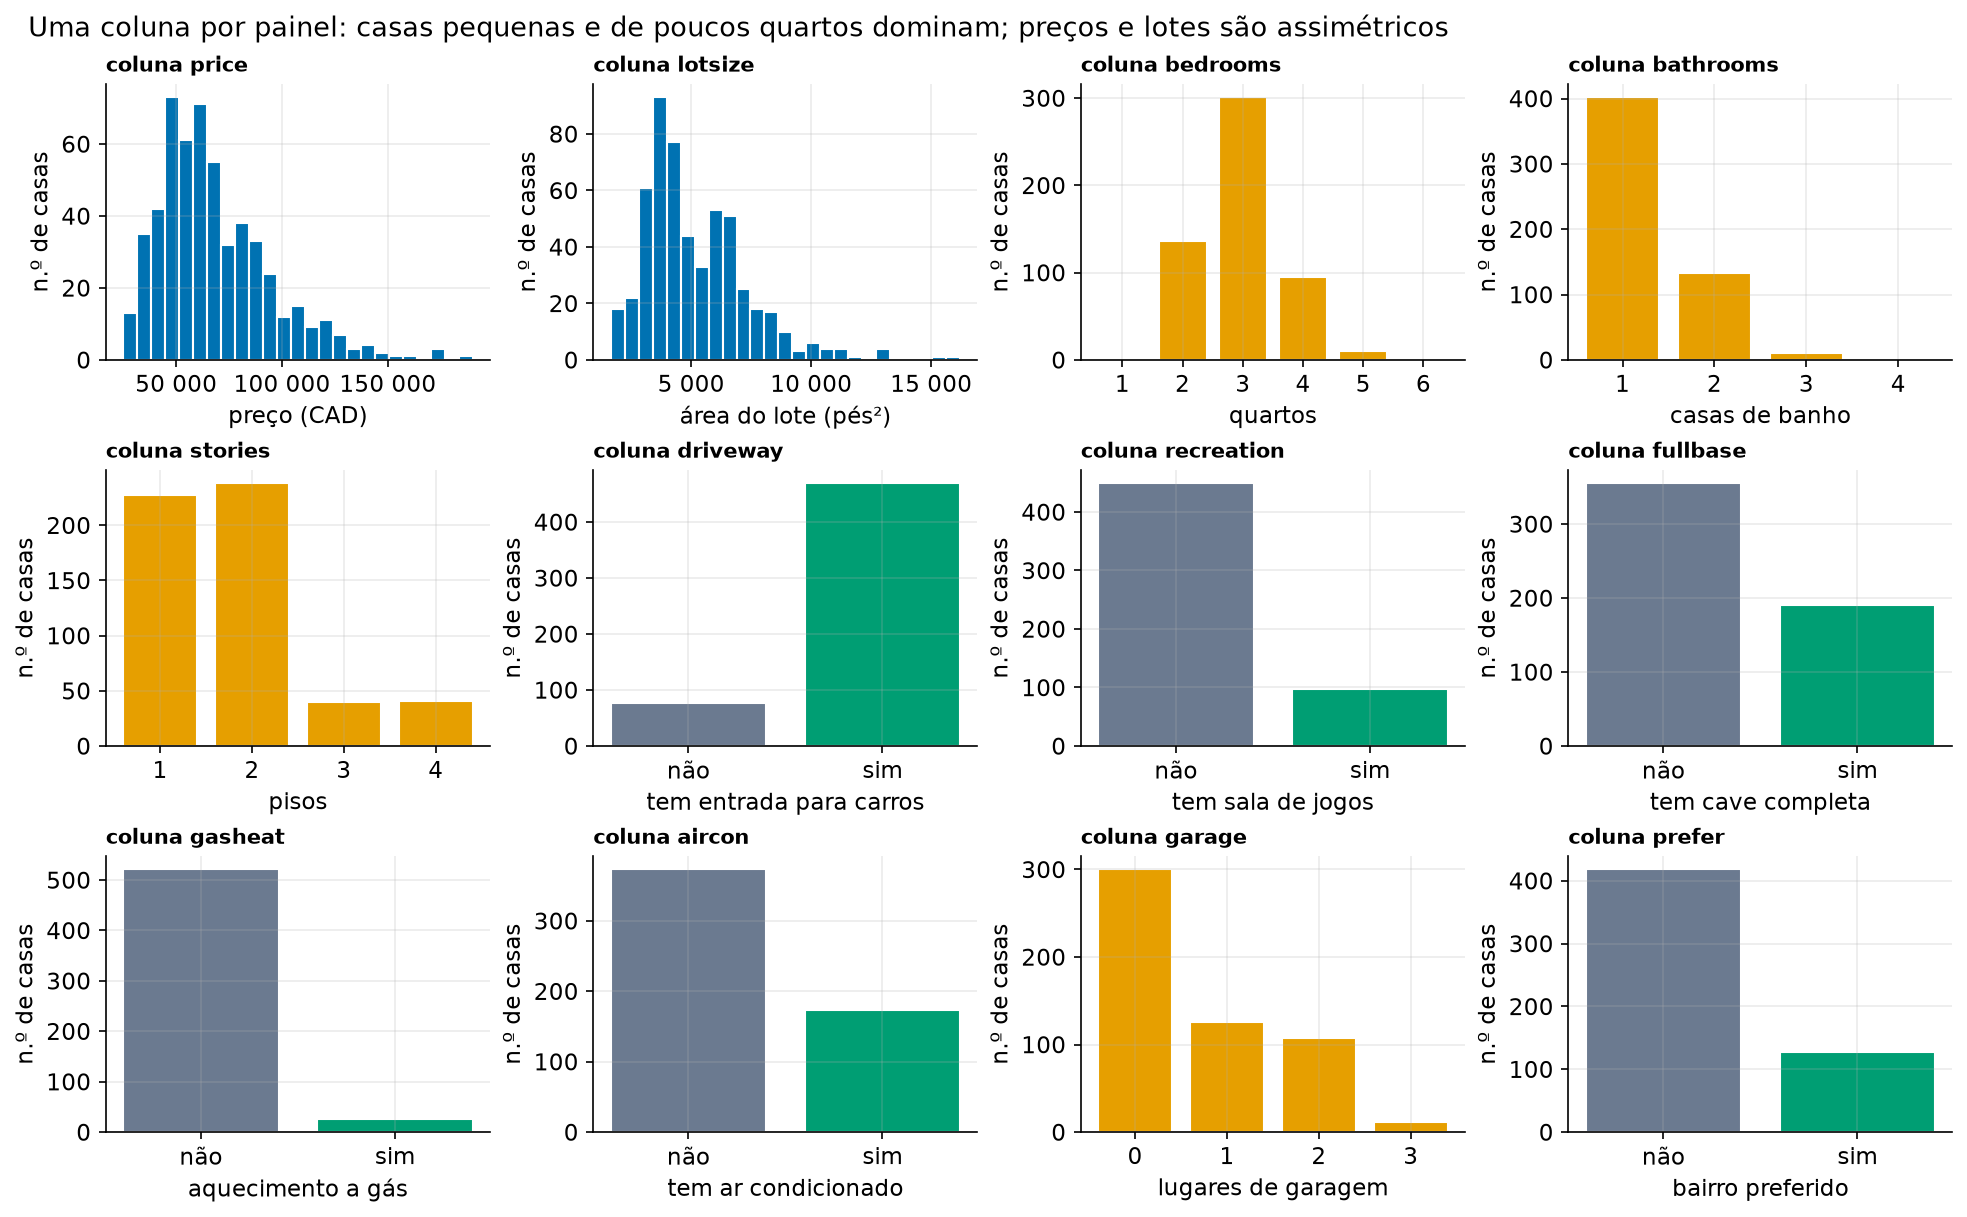 Uma coluna por painel: casas pequenas e de poucos quartos dominam; preços e lotes são assimétricos
coluna price
n.º de casas
60
40
20
0
50 000 100 000 150 000
preço (CAD)
coluna lotsize
n.º de casas
80
60
40
20
0
5 000 10 000 15 000
área do lote (pés²)
coluna bedrooms
n.º de casas
300
200
100
0
1 2 3 4 5 6
quartos
coluna bathrooms
n.º de casas
400
300
200
100
0
1 2 3 4
casas de banho
coluna stories
n.º de casas
200
150
100
50
0
1 2 3 4
pisos
coluna driveway
n.º de casas
400
300
200
100
0
não sim
tem entrada para carros
coluna recreation
n.º de casas
400
300
200
100
0
não sim
tem sala de jogos
coluna fullbase
n.º de casas
300
200
100
0
não sim
tem cave completa
coluna gasheat
n.º de casas
500
400
300
200
100
0
não sim
aquecimento a gás
coluna aircon
n.º de casas
300
200
100
0
não sim
tem ar condicionado
coluna garage
n.º de casas
300
200
100
0
0 1 2 3
lugares de garagem
coluna prefer
n.º de casas
400
300
200
100
0
não sim
bairro preferido